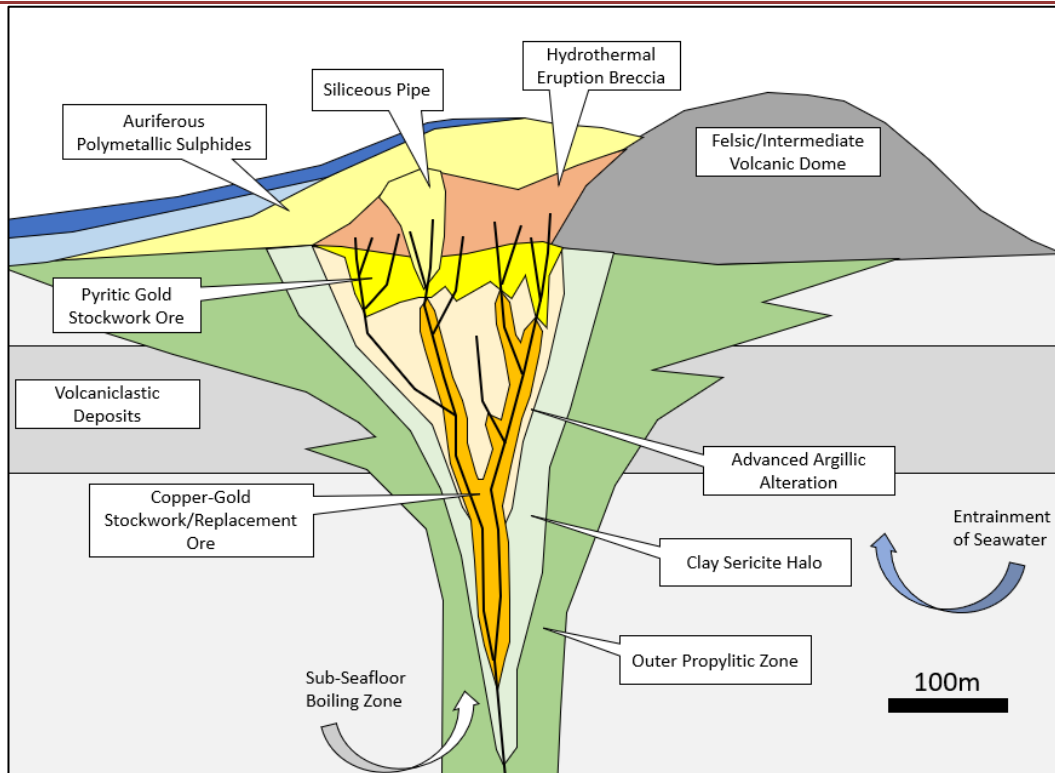 Hydrothermal
Eruption Breccia
Siliceous Pipe
Auriferous
Polymetallic Sulphides
Felsic/Intermediate
Volcanic Dome
Pyritic Gold
Stockwork Ore
Volcaniclastic
Deposits
Advanced Argillic
Alteration
Copper-Gold
Stockwork/Replacement
Ore
Entrainment
of Seawater
Clay Sericite Halo
Outer Propylitic Zone
Sub-Seafloor
Boiling Zone
100m